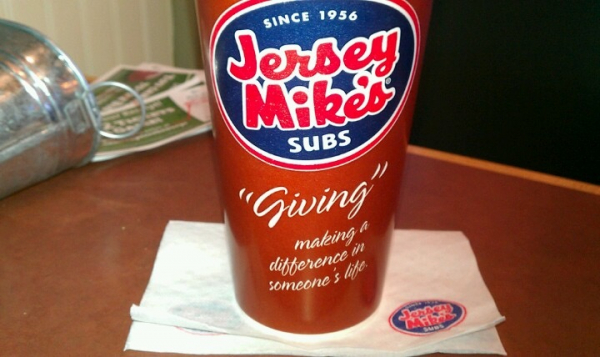 SINCE 1956
Jersey
Mike's
SUBS
"Giving"
making a
difference in
someone's life.
Jersey
Mike's
SUBS